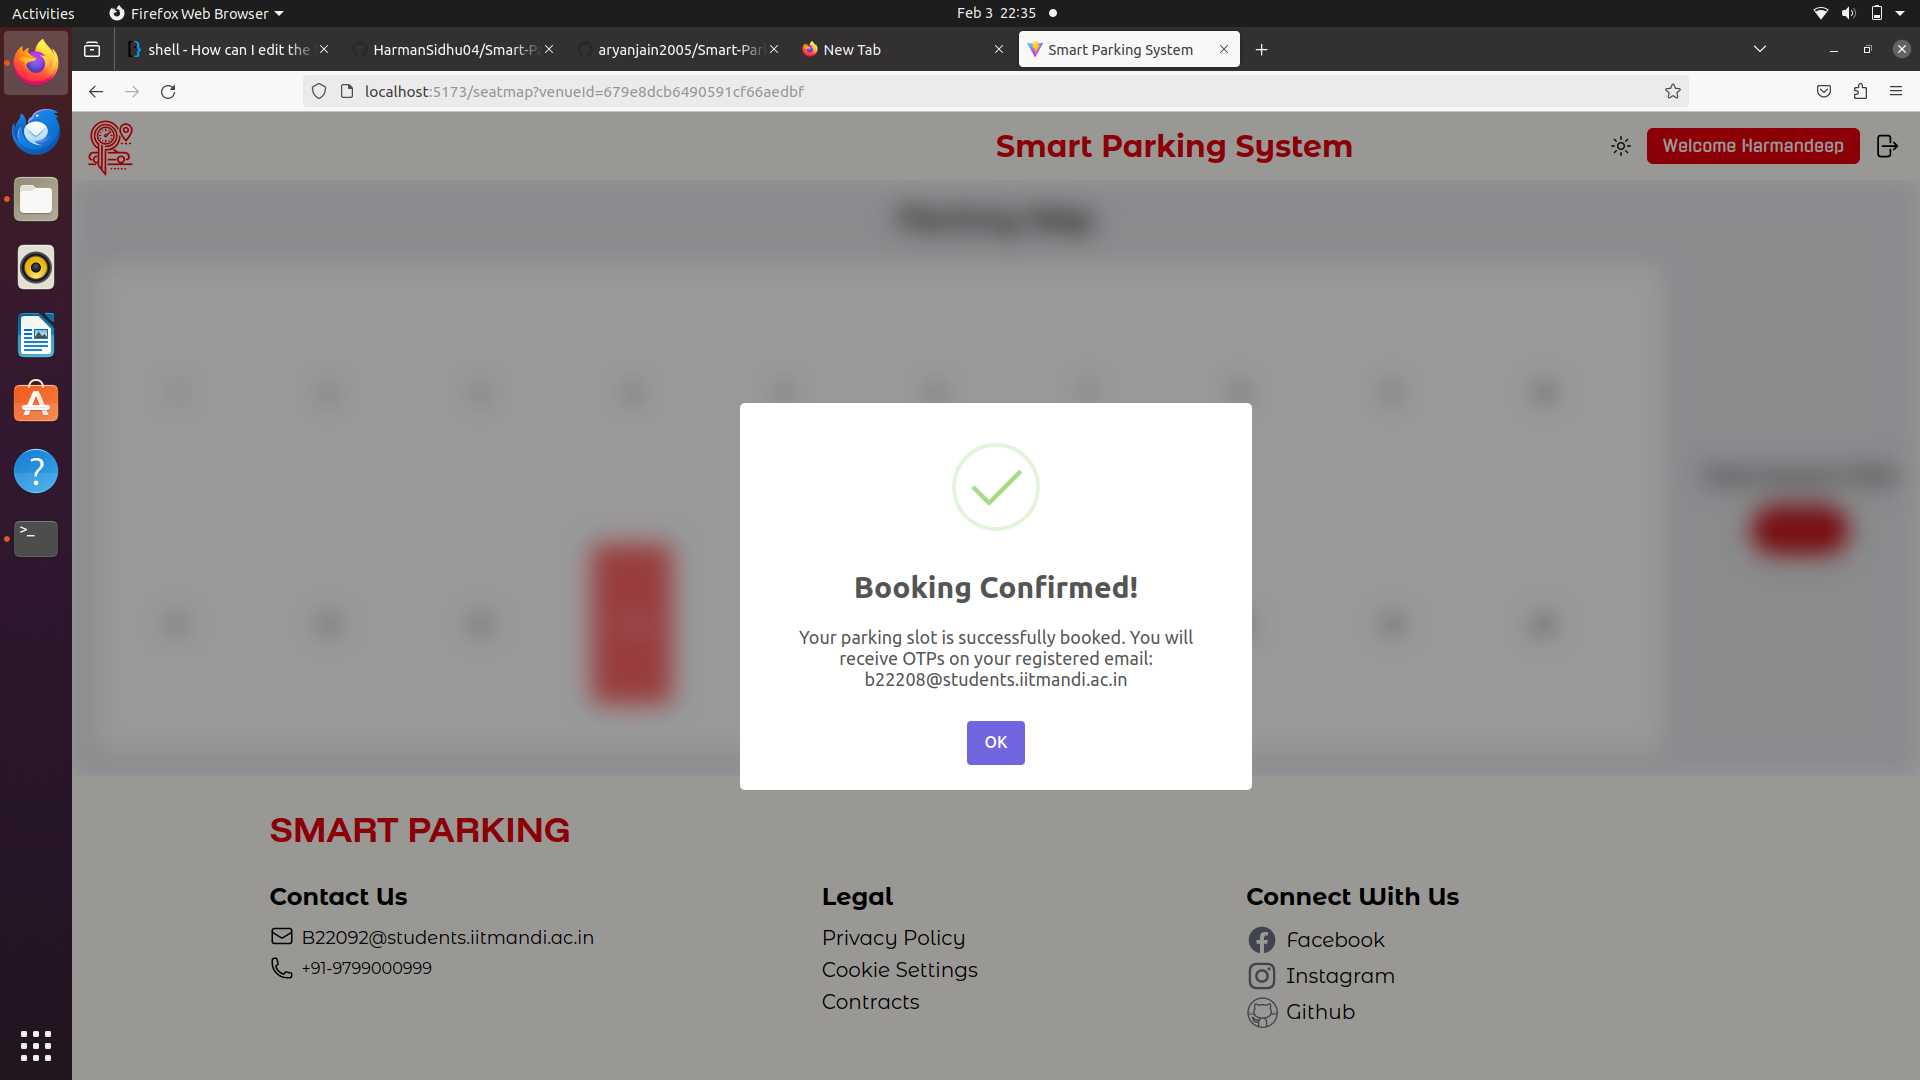 Activities
Firefox Web Browser
Feb 3 22:35
shell - How can I edit the
HarmanSidhu04/Smart-Pa
aryanjain2005/Smart-Par
New Tab
Smart Parking System
localhost:5173/seatmap?venueId=679e8dcb6490591cf66aedbf
Smart Parking System
Welcome Harmandeep
Parking Map
Booking Confirmed!
Your parking slot is successfully booked. You will
receive OTPs on your registered email:
b22208@students.iitmandi.ac.in
OK
SMART PARKING
Contact Us
B22092@students.iitmandi.ac.in
+91-9799000999
Legal
Privacy Policy
Cookie Settings
Contracts
Connect With Us
Facebook
Instagram
Github